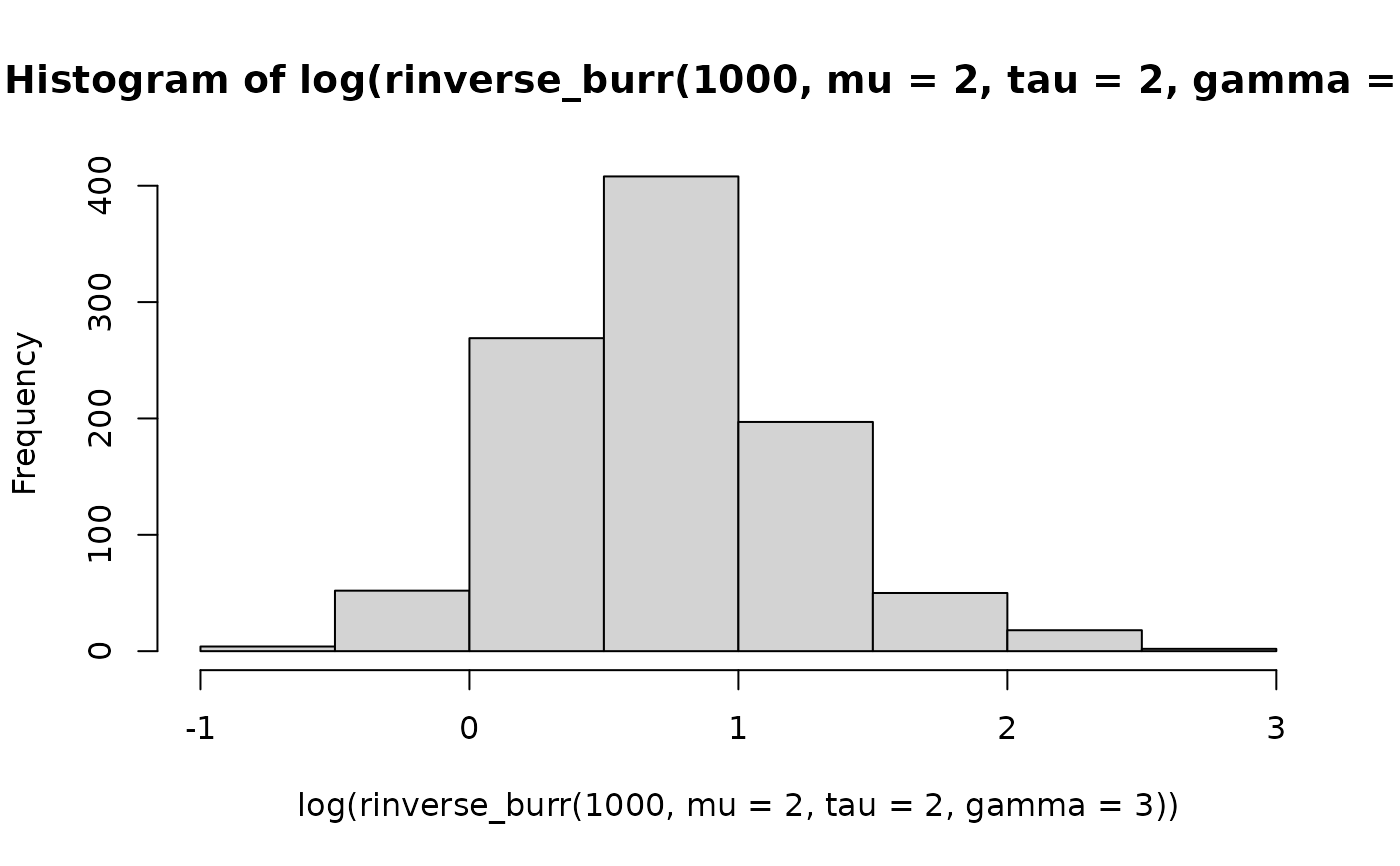 Histogram of log(rinverse_burr(1000, mu = 2, tau = 2, gamma =
Frequency
400
300
200
100
0
-1 0 1 2 3
log(rinverse_burr(1000, mu = 2, tau = 2, gamma = 3))